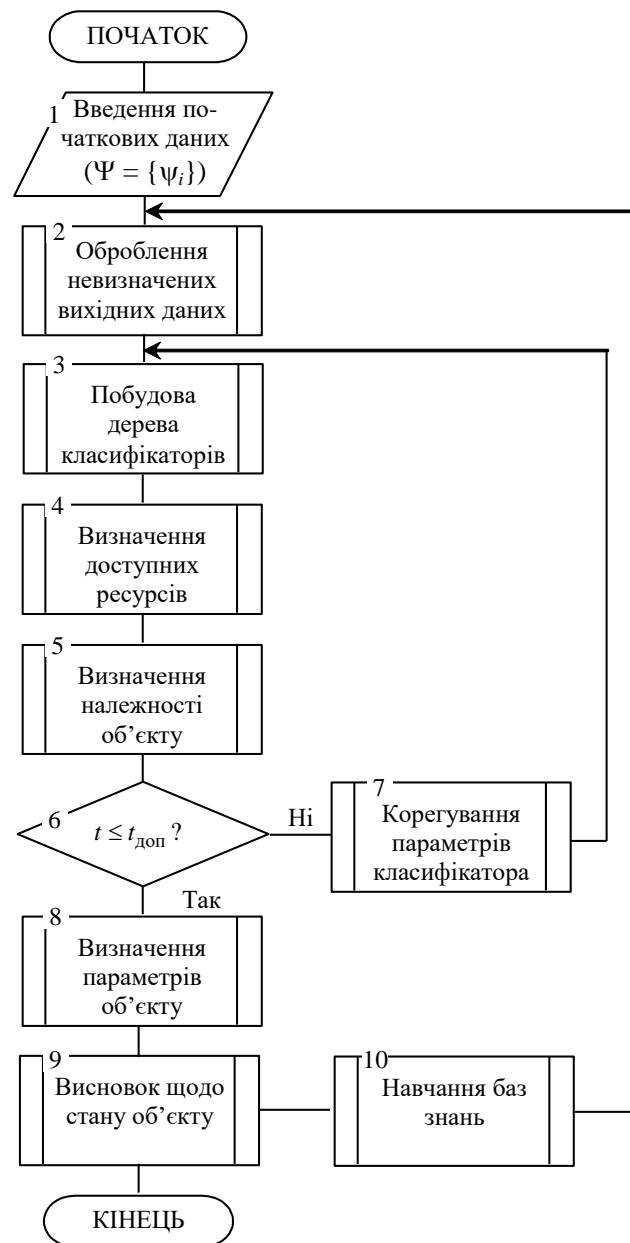 ПОЧАТОК
1
Введення по-
чаткових даних
(Ψ = {ψi})
2
Оброблення
невизначених
вихідних даних
3
Побудова
дерева
класифікаторів
4
Визначення
доступних
ресурсів
5
Визначення
належності
об’єкту
6
t ≤ tдоп ?
Ні
7
Корегування
параметрів
класифікатора
Так
8
Визначення
параметрів
об’єкту
9
Висновок щодо
стану об’єкту
10
Навчання баз
знань
КІНЕЦЬ